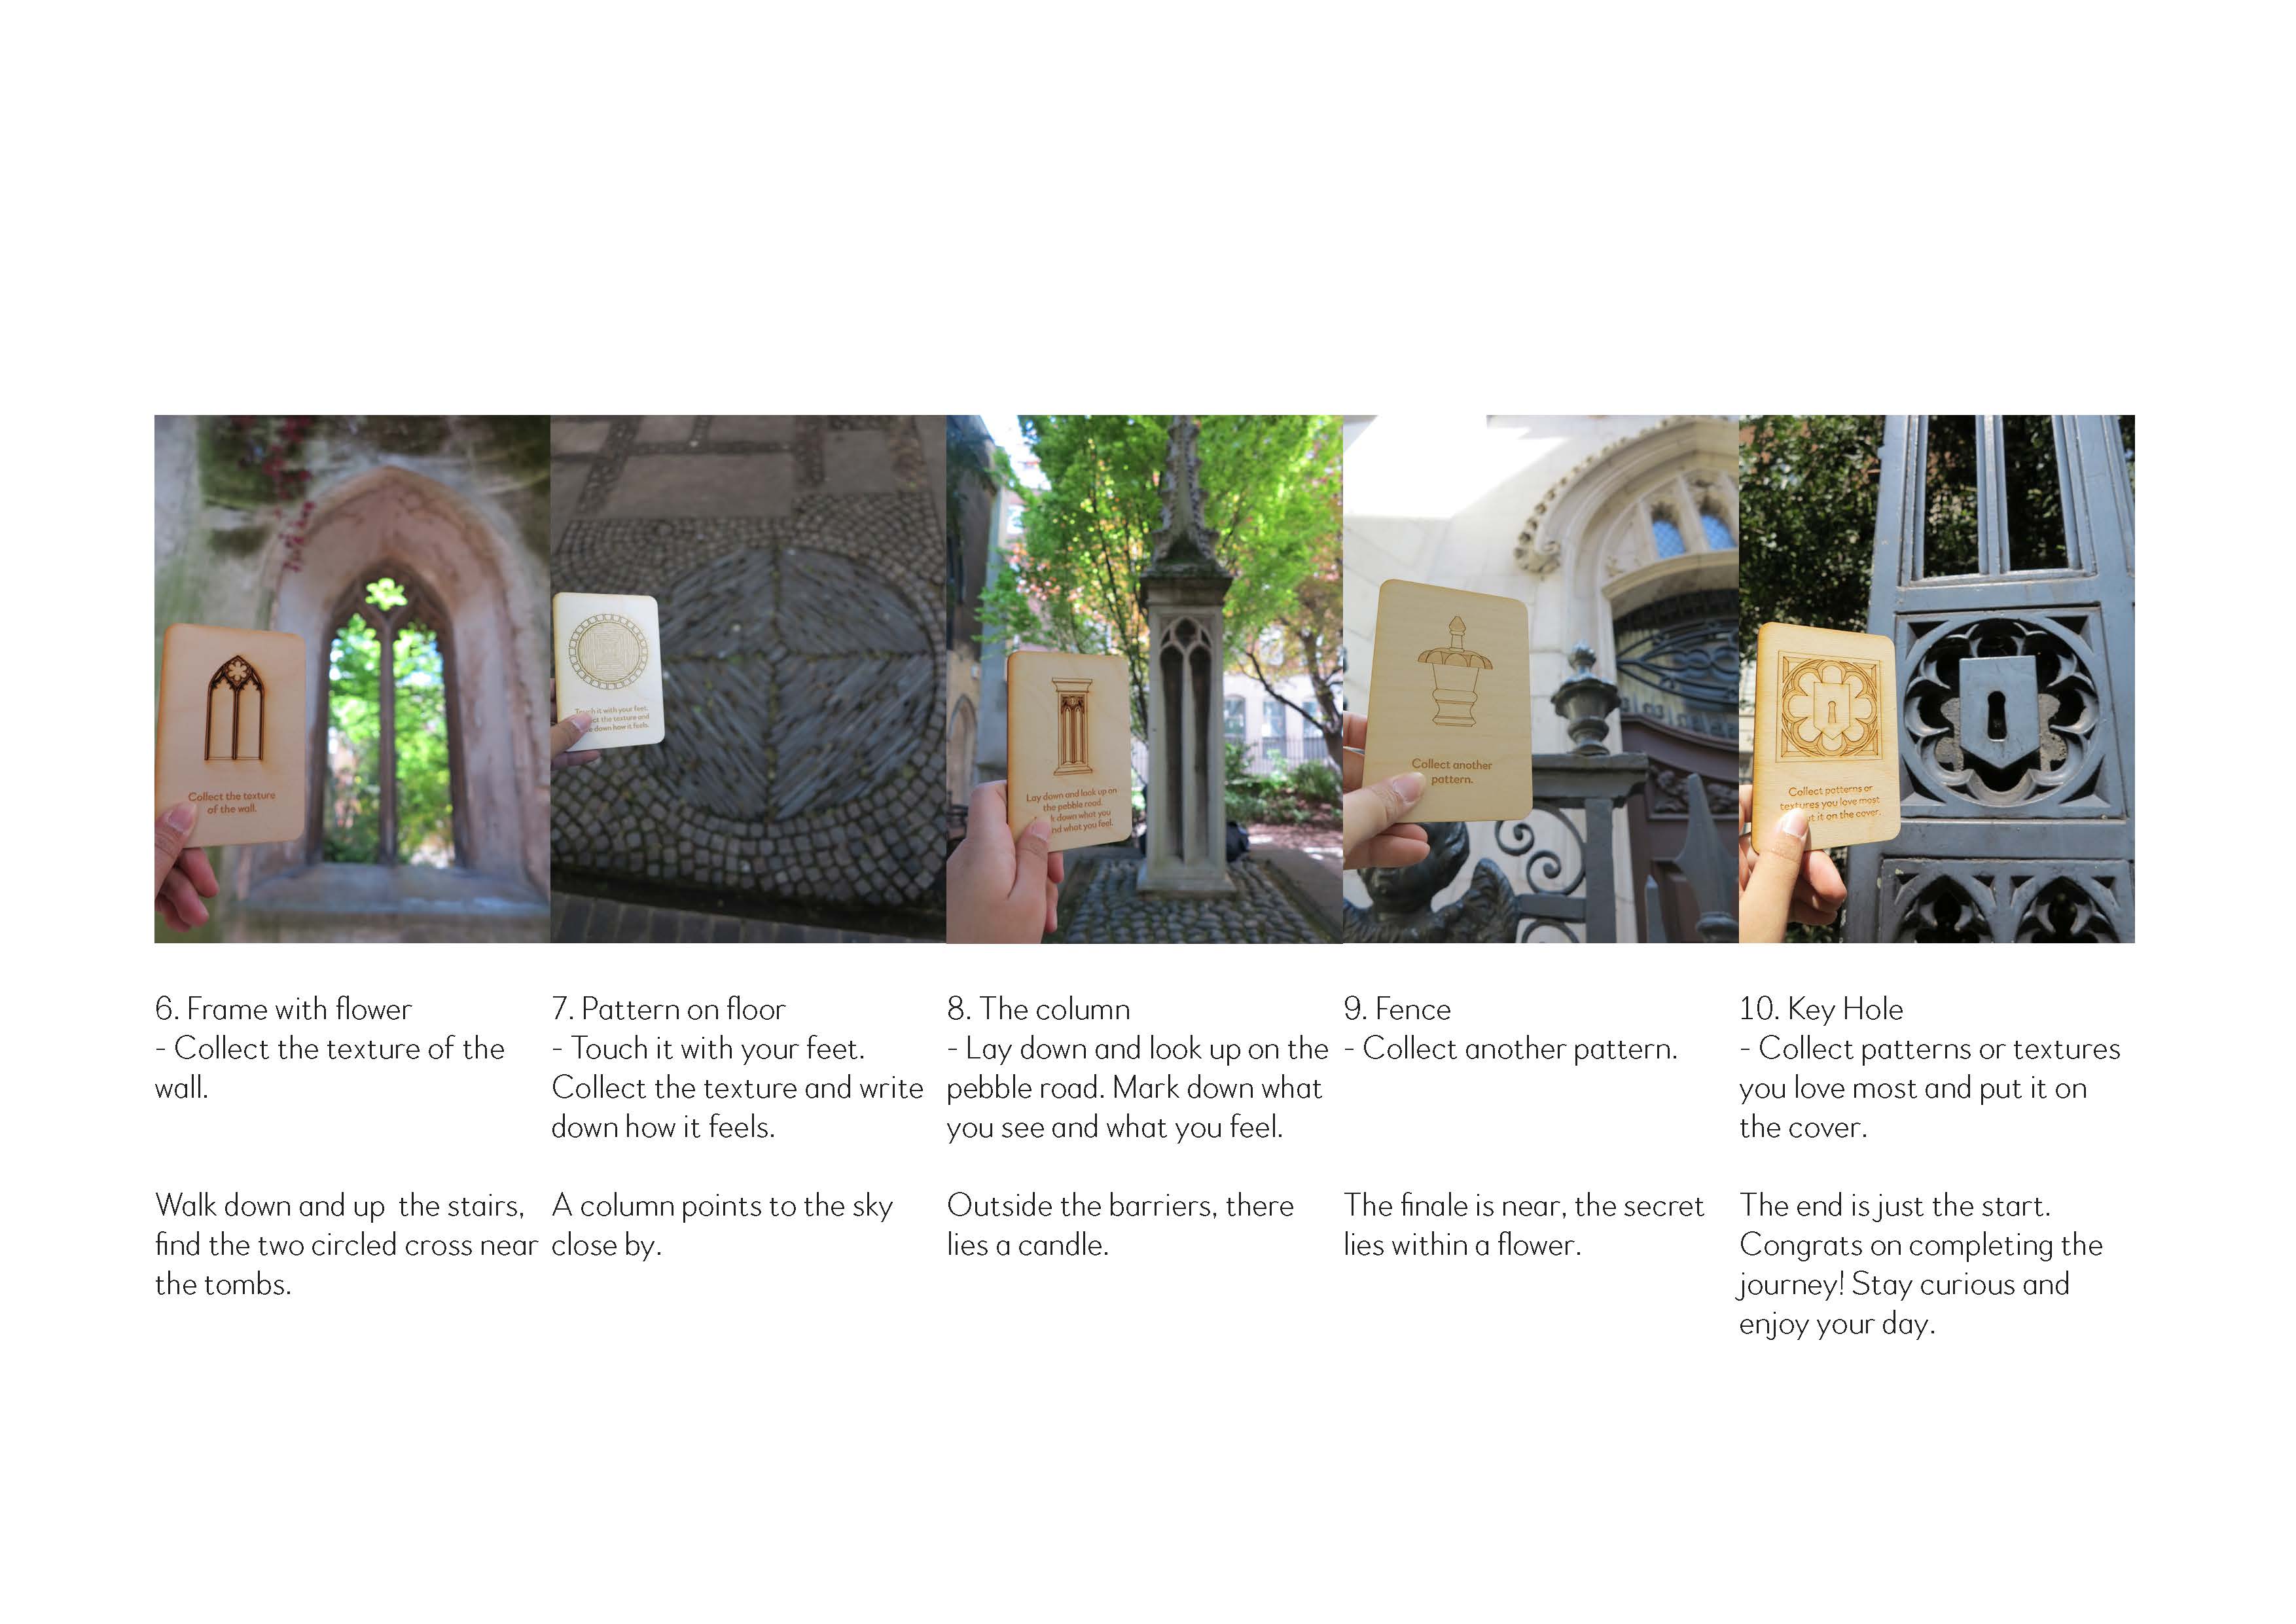 Collect the texture
of the wall.
Touch it with your feet.
the texture and
down how it feels.
Lay down and look up on
the pebble road.
down what you
and what you feel.
Collect another
pattern.
Collect patterns or
textures you love most
it on the cover.
6. Frame with flower
- Collect the texture of the
wall.
Walk down and up the stairs,
find the two circled cross near
the tombs.
7. Pattern on floor
- Touch it with your feet.
Collect the texture and write
down how it feels.
A column points to the sky
close by.
8. The column
- Lay down and look up on the
pebble road. Mark down what
you see and what you feel.
Outside the barriers, there
lies a candle.
9. Fence
- Collect another pattern.
The finale is near, the secret
lies within a flower.
10. Key Hole
- Collect patterns or textures
you love most and put it on
the cover.
The end is just the start.
Congrats on completing the
journey! Stay curious and
enjoy your day.